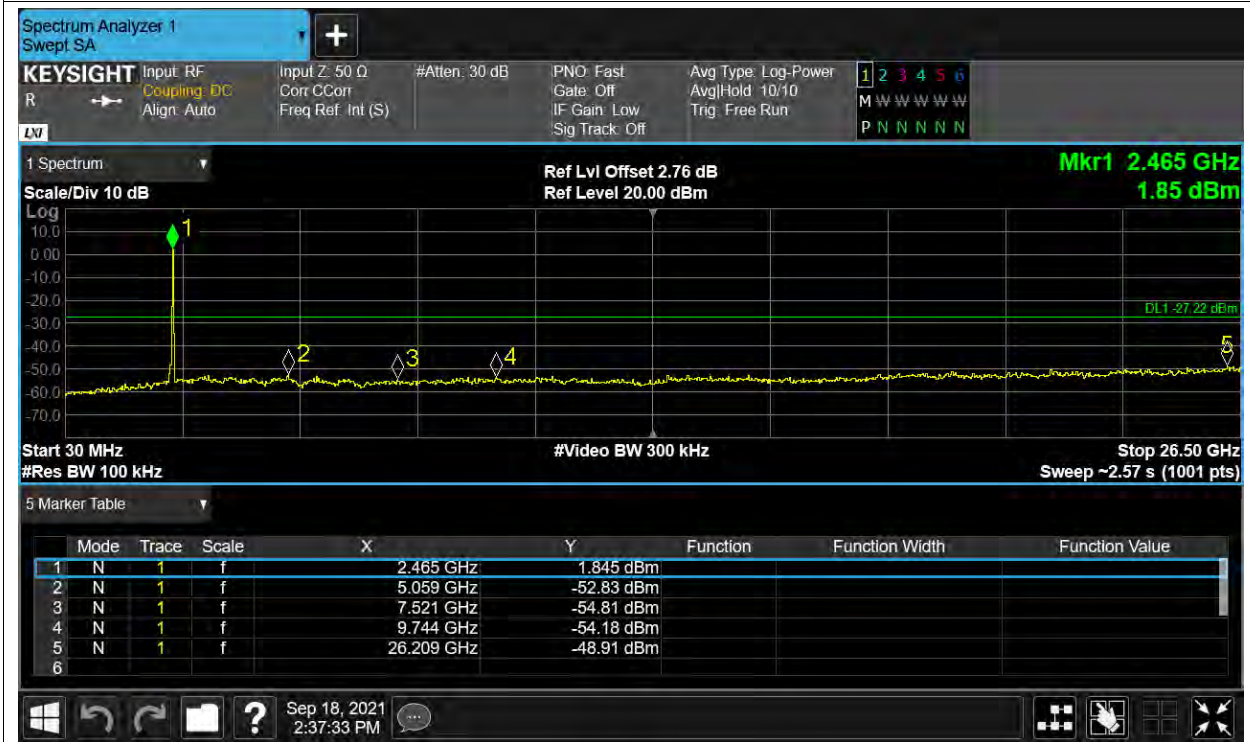 Spectrum Analyzer 1
Swept SA
+
KEYSIGHT Input: RF Input Z: 50 Ω #Atten: 30 dB PNO: Fast Avg Type: Log-Power 1 2 3 4 5 6
R Coupling: DC Corr CCorr Gate: Off Avg|Hold: 10/10 M W W W W W
Align: Auto Freq Ref: Int (S) IF Gain: Low Trig: Free Run
LXI Sig Track: Off P N N N N N
1 Spectrum Ref Lvl Offset 2.76 dB Mkr1 2.465 GHz
Scale/Div 10 dB Ref Level 20.00 dBm 1.85 dBm
Log
10.0 1
0.00
-10.0
-20.0 DL1 -27.22 dBm
-30.0
-40.0 2 3 4 5
-50.0
-60.0
-70.0
Start 30 MHz #Video BW 300 kHz Stop 26.50 GHz
#Res BW 100 kHz Sweep ~2.57 s (1001 pts)
5 Marker Table
Mode Trace Scale X Y Function Function Width Function Value
1 N 1 f 2.465 GHz 1.845 dBm
2 N 1 f 5.059 GHz -52.83 dBm
3 N 1 f 7.521 GHz -54.81 dBm
4 N 1 f 9.744 GHz -54.18 dBm
5 N 1 f 26.209 GHz -48.91 dBm
6
? Sep 18, 2021
2:37:33 PM